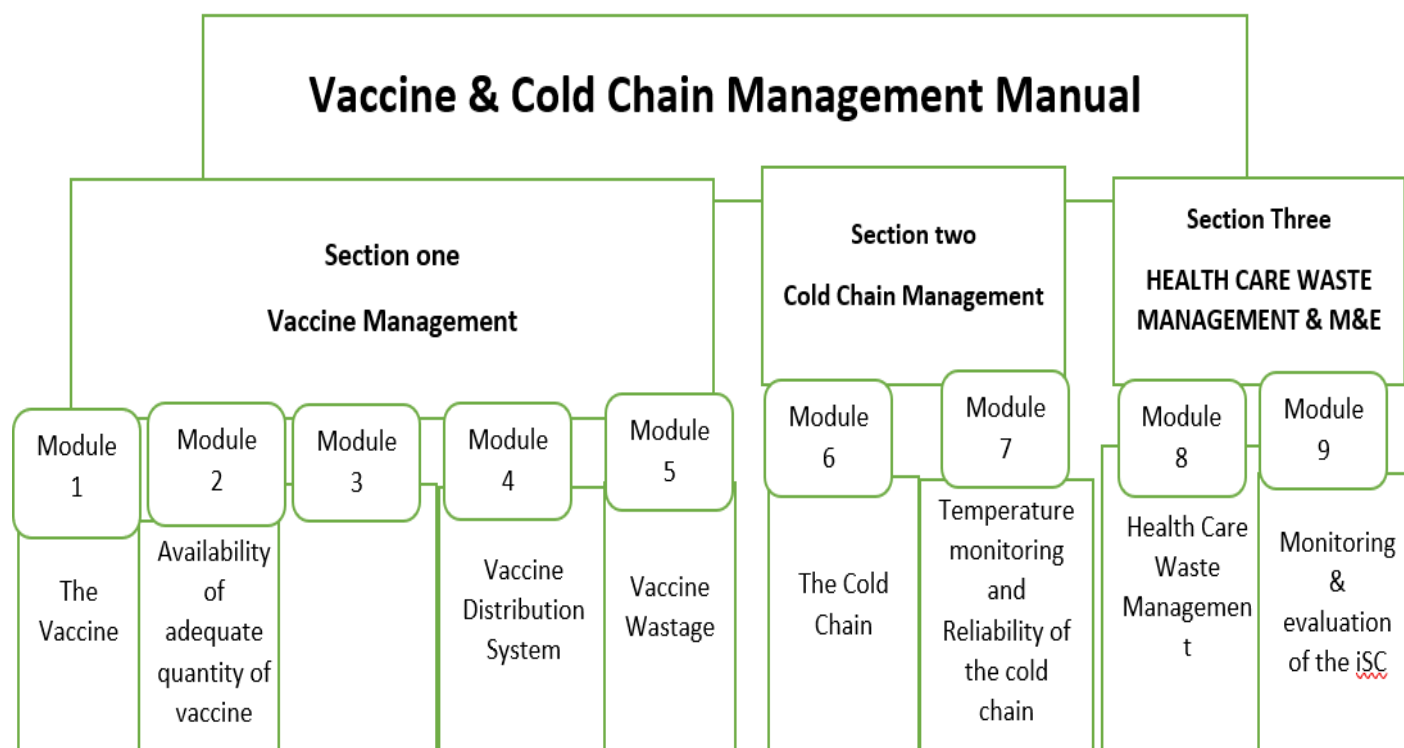 Vaccine & Cold Chain Management Manual
Section one
Vaccine Management
Section two
Cold Chain Management
Section Three
HEALTH CARE WASTE
MANAGEMENT & M&E
Module
1
The
Vaccine
Module
2
Availability
of
adequate
quantity of
vaccine
Module
3
Module
4
Vaccine
Distribution
System
Module
5
Vaccine
Wastage
Module
6
The Cold
Chain
Module
7
Temperature
monitoring
and
Reliability of
the cold
chain
Module
8
Health Care
Waste
Managemen
t
Module
9
Monitoring
&
evaluation
of the iSC